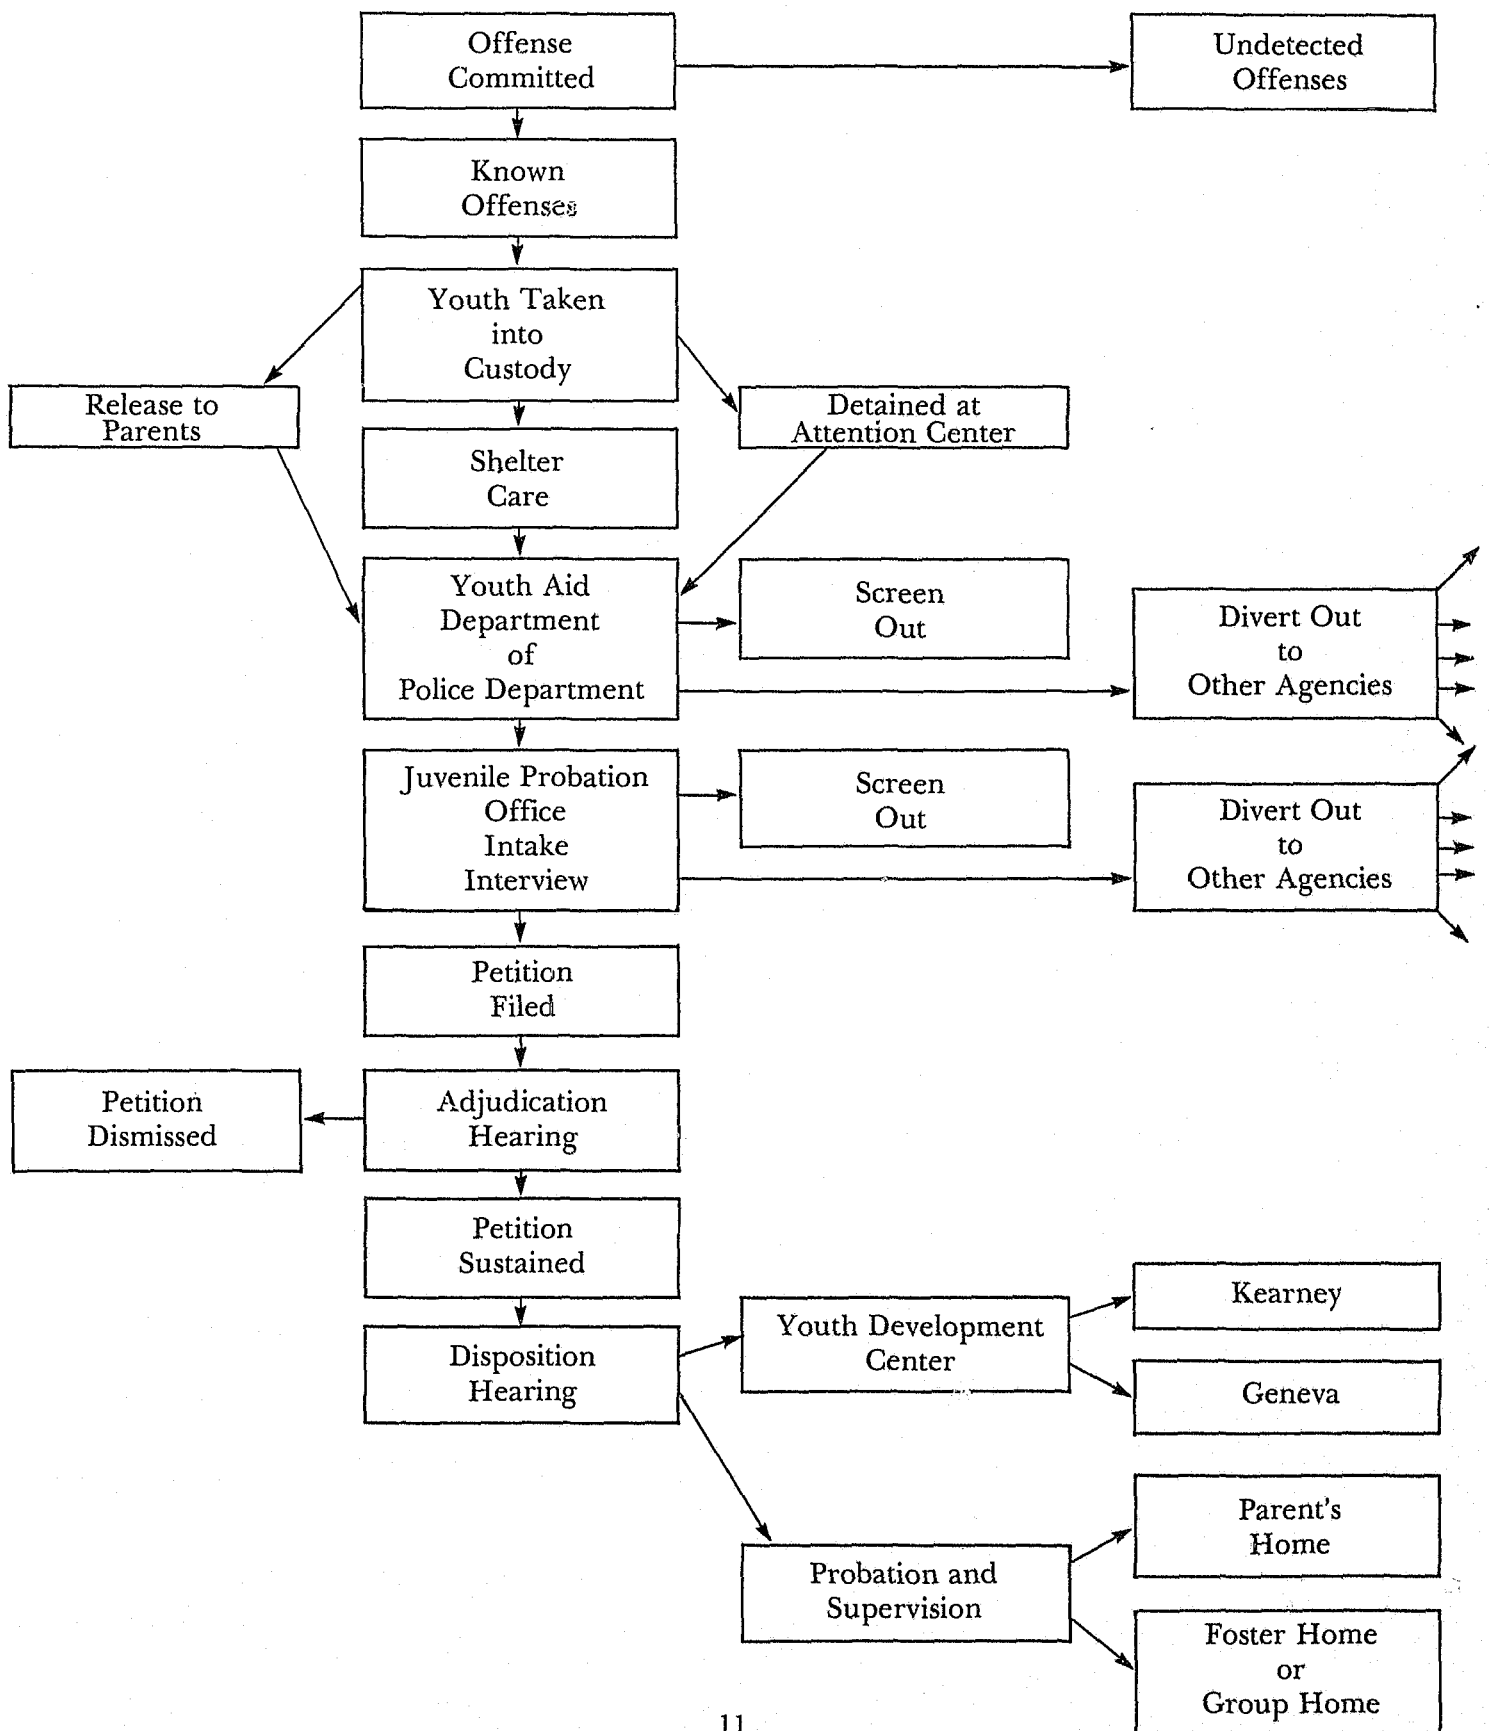 Offense
Committed
Undetected
Offenses
Known
Offenses
Youth Taken
into
Custody
Release to
Parents
Detained at
Attention Center
Shelter
Care
Youth Aid
Department
of
Police Department
Screen
Out
Divert Out
to
Other Agencies
Juvenile Probation
Office
Intake
Interview
Screen
Out
Divert Out
to
Other Agencies
Petition
Filed
Petition
Dismissed
Adjudication
Hearing
Petition
Sustained
Disposition
Hearing
Youth Development
Center
Kearney
Geneva
Probation and
Supervision
Parent's
Home
Foster Home
or
Group Home
11